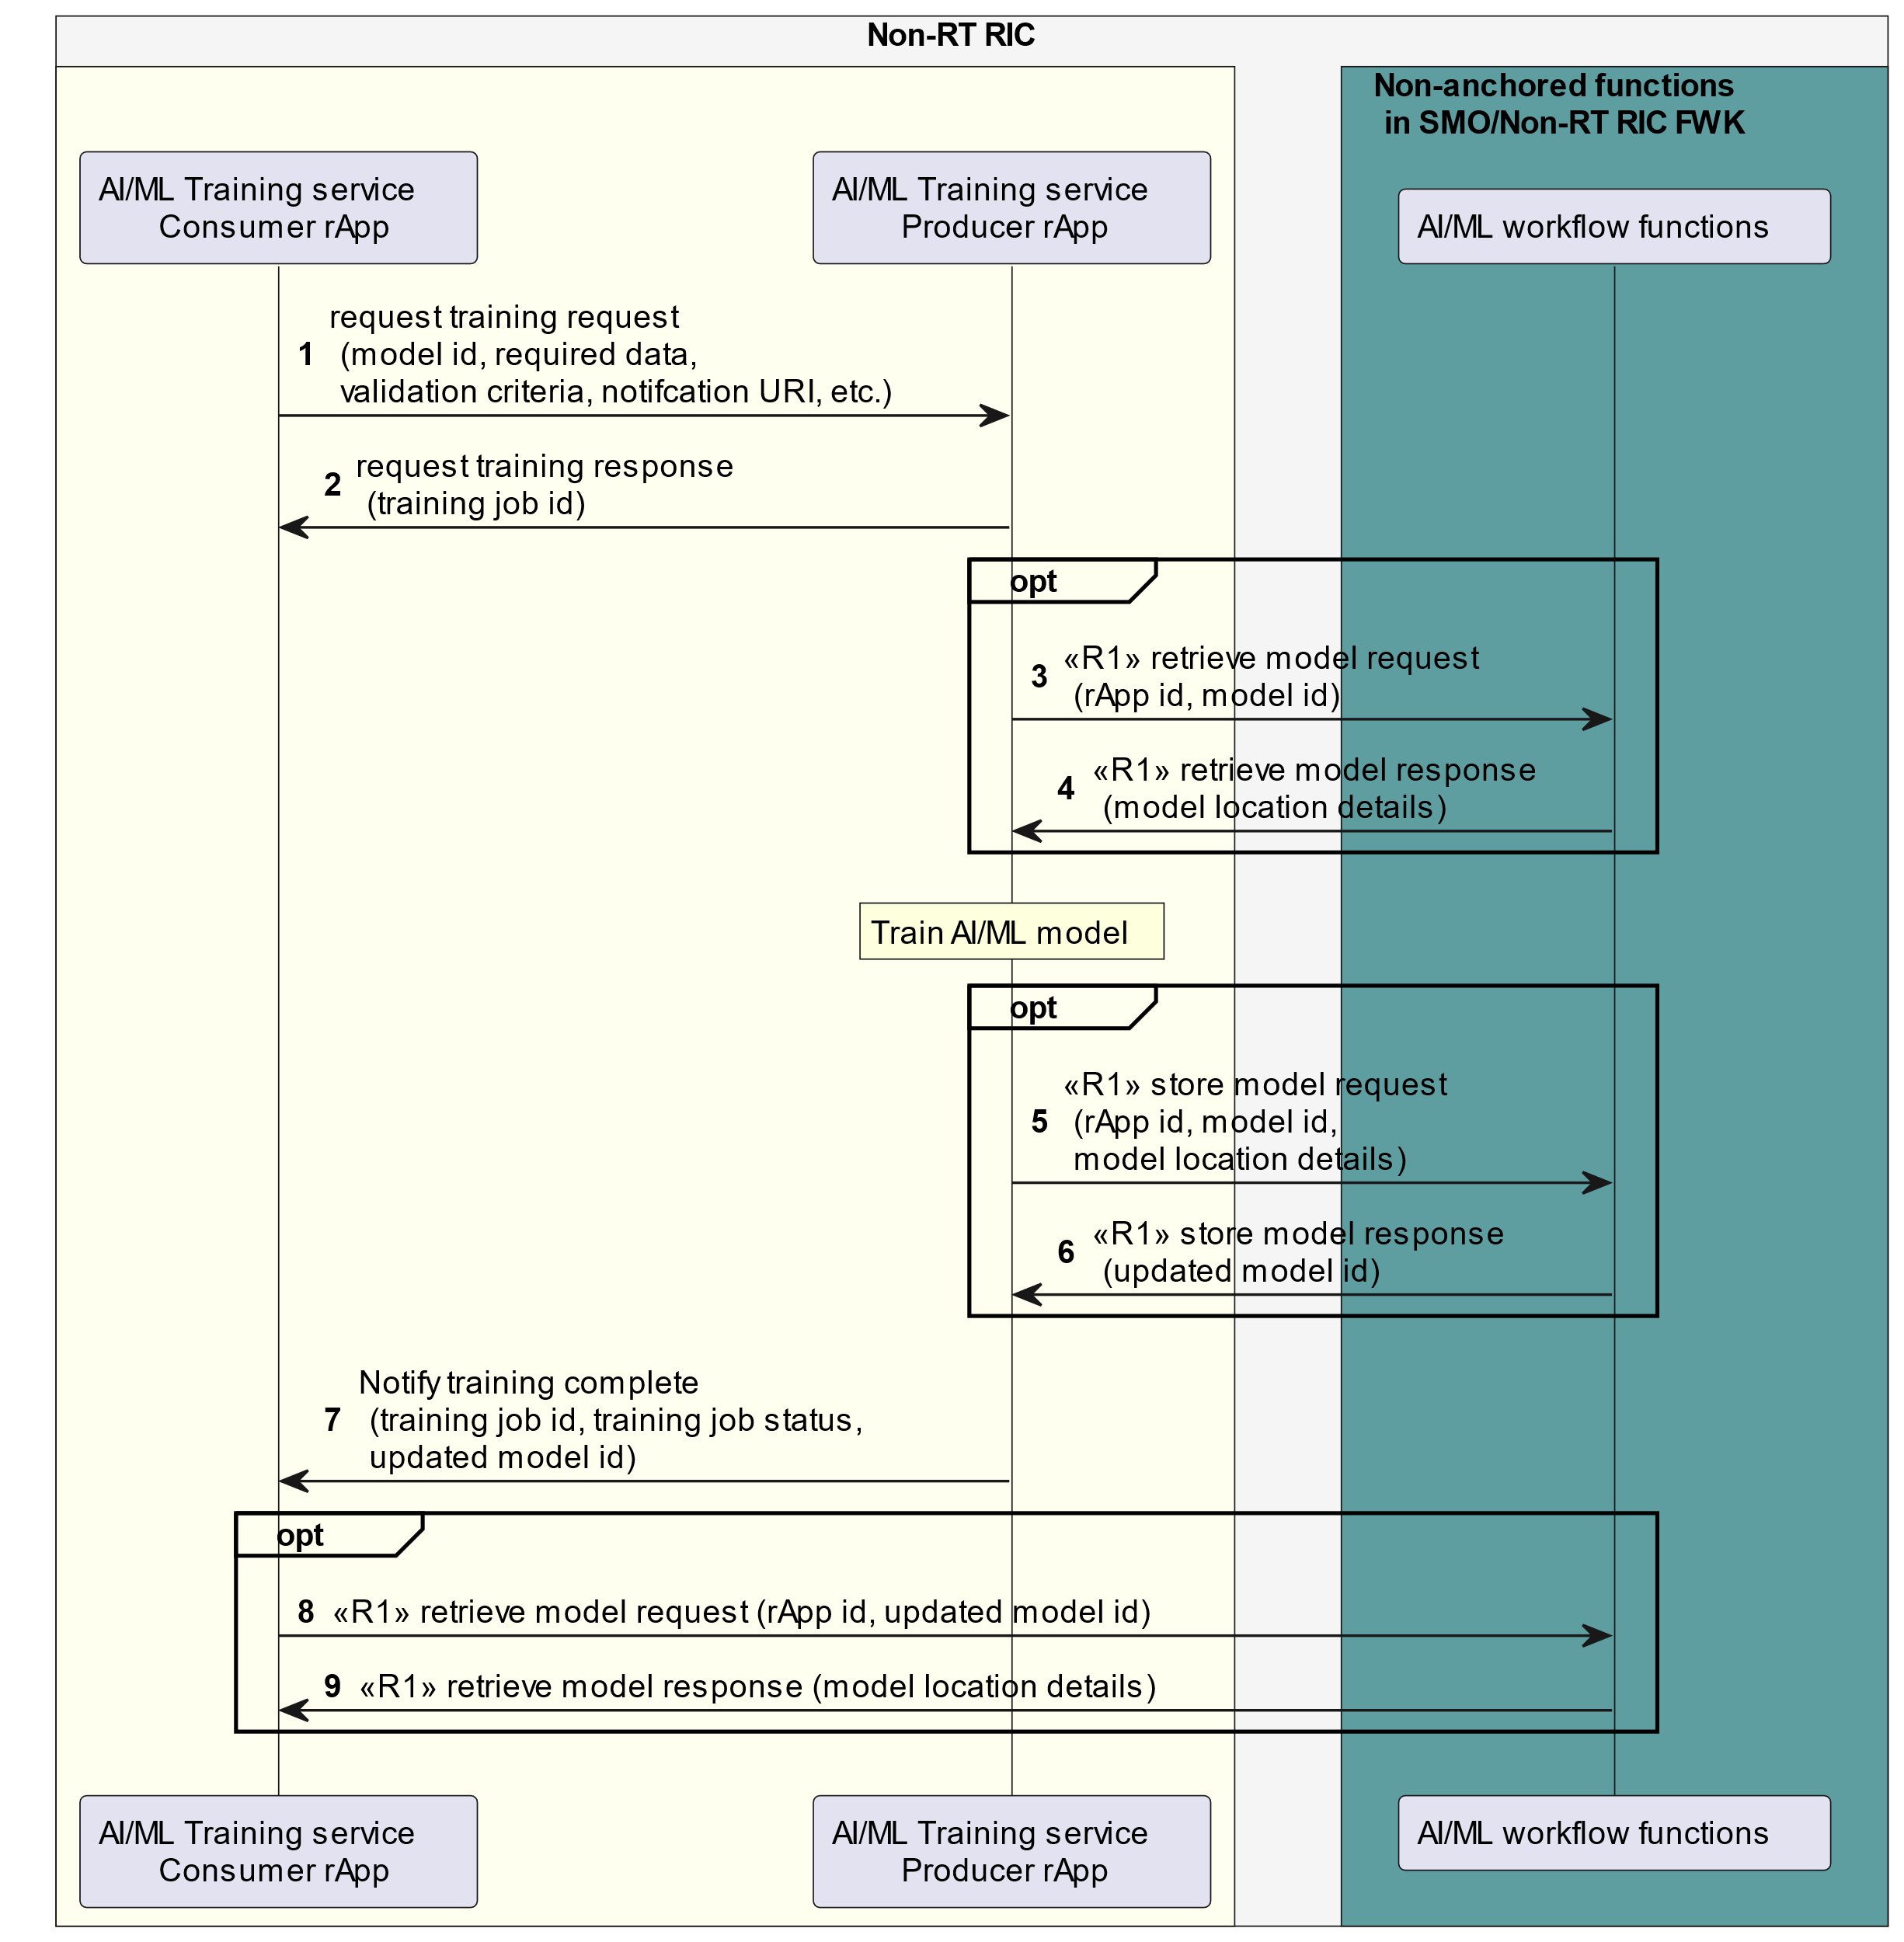 Non-RT RIC
Non-anchored functions
in SMO/Non-RT RIC FWK
AI/ML Training service
Consumer rApp
AI/ML Training service
Producer rApp
AI/ML workflow functions
1 request training request
(model id, required data,
validation criteria, notifcation URI, etc.)
2 request training response
(training job id)
opt
3 «R1» retrieve model request
(rApp id, model id)
4 «R1» retrieve model response
(model location details)
Train AI/ML model
opt
5 «R1» store model request
(rApp id, model id,
model location details)
6 «R1» store model response
(updated model id)
7 Notify training complete
(training job id, training job status,
updated model id)
opt
8 «R1» retrieve model request (rApp id, updated model id)
9 «R1» retrieve model response (model location details)
AI/ML Training service
Consumer rApp
AI/ML Training service
Producer rApp
AI/ML workflow functions